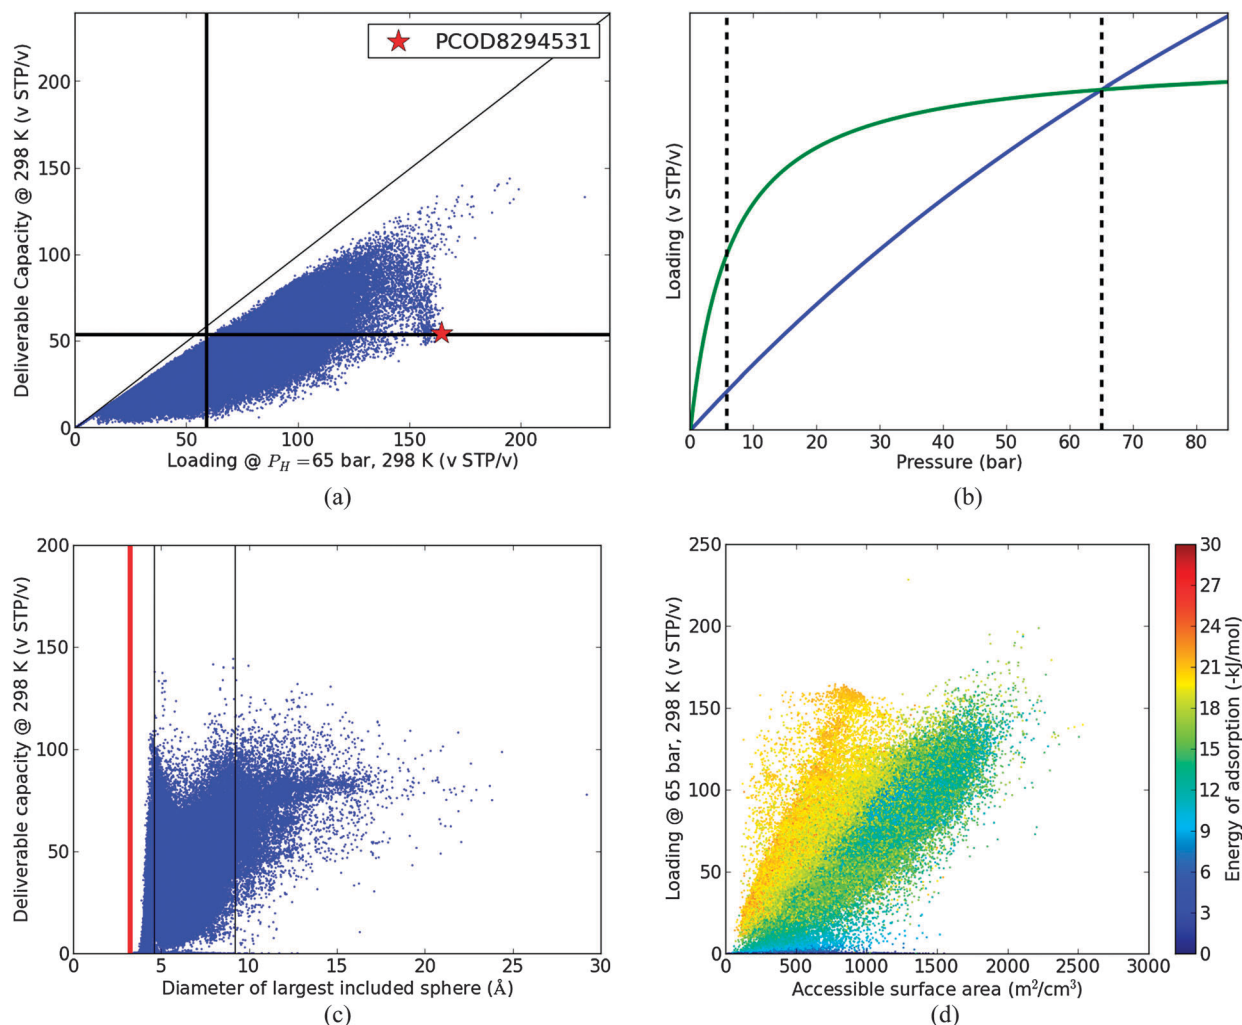 PCOD8294531
Deliverable Capacity @ 298 K (v STP/v)
200
150
100
50
0
0 50 100 150 200
Loading @ P_H =65 bar, 298 K (v STP/v)
(a)
Loading (v STP/v)
0 10 20 30 40 50 60 70 80
Pressure (bar)
(b)
Deliverable capacity @ 298 K (v STP/v)
200
150
100
50
0
0 5 10 15 20 25 30
Diameter of largest included sphere (Å)
(c)
Loading @ 65 bar, 298 K (v STP/v)
250
200
150
100
50
0
0 500 1000 1500 2000 2500 3000
Accessible surface area (m²/cm³)
30
27
24
21
18
15
12
9
6
3
0
Energy of adsorption (-kJ/mol)
(d)